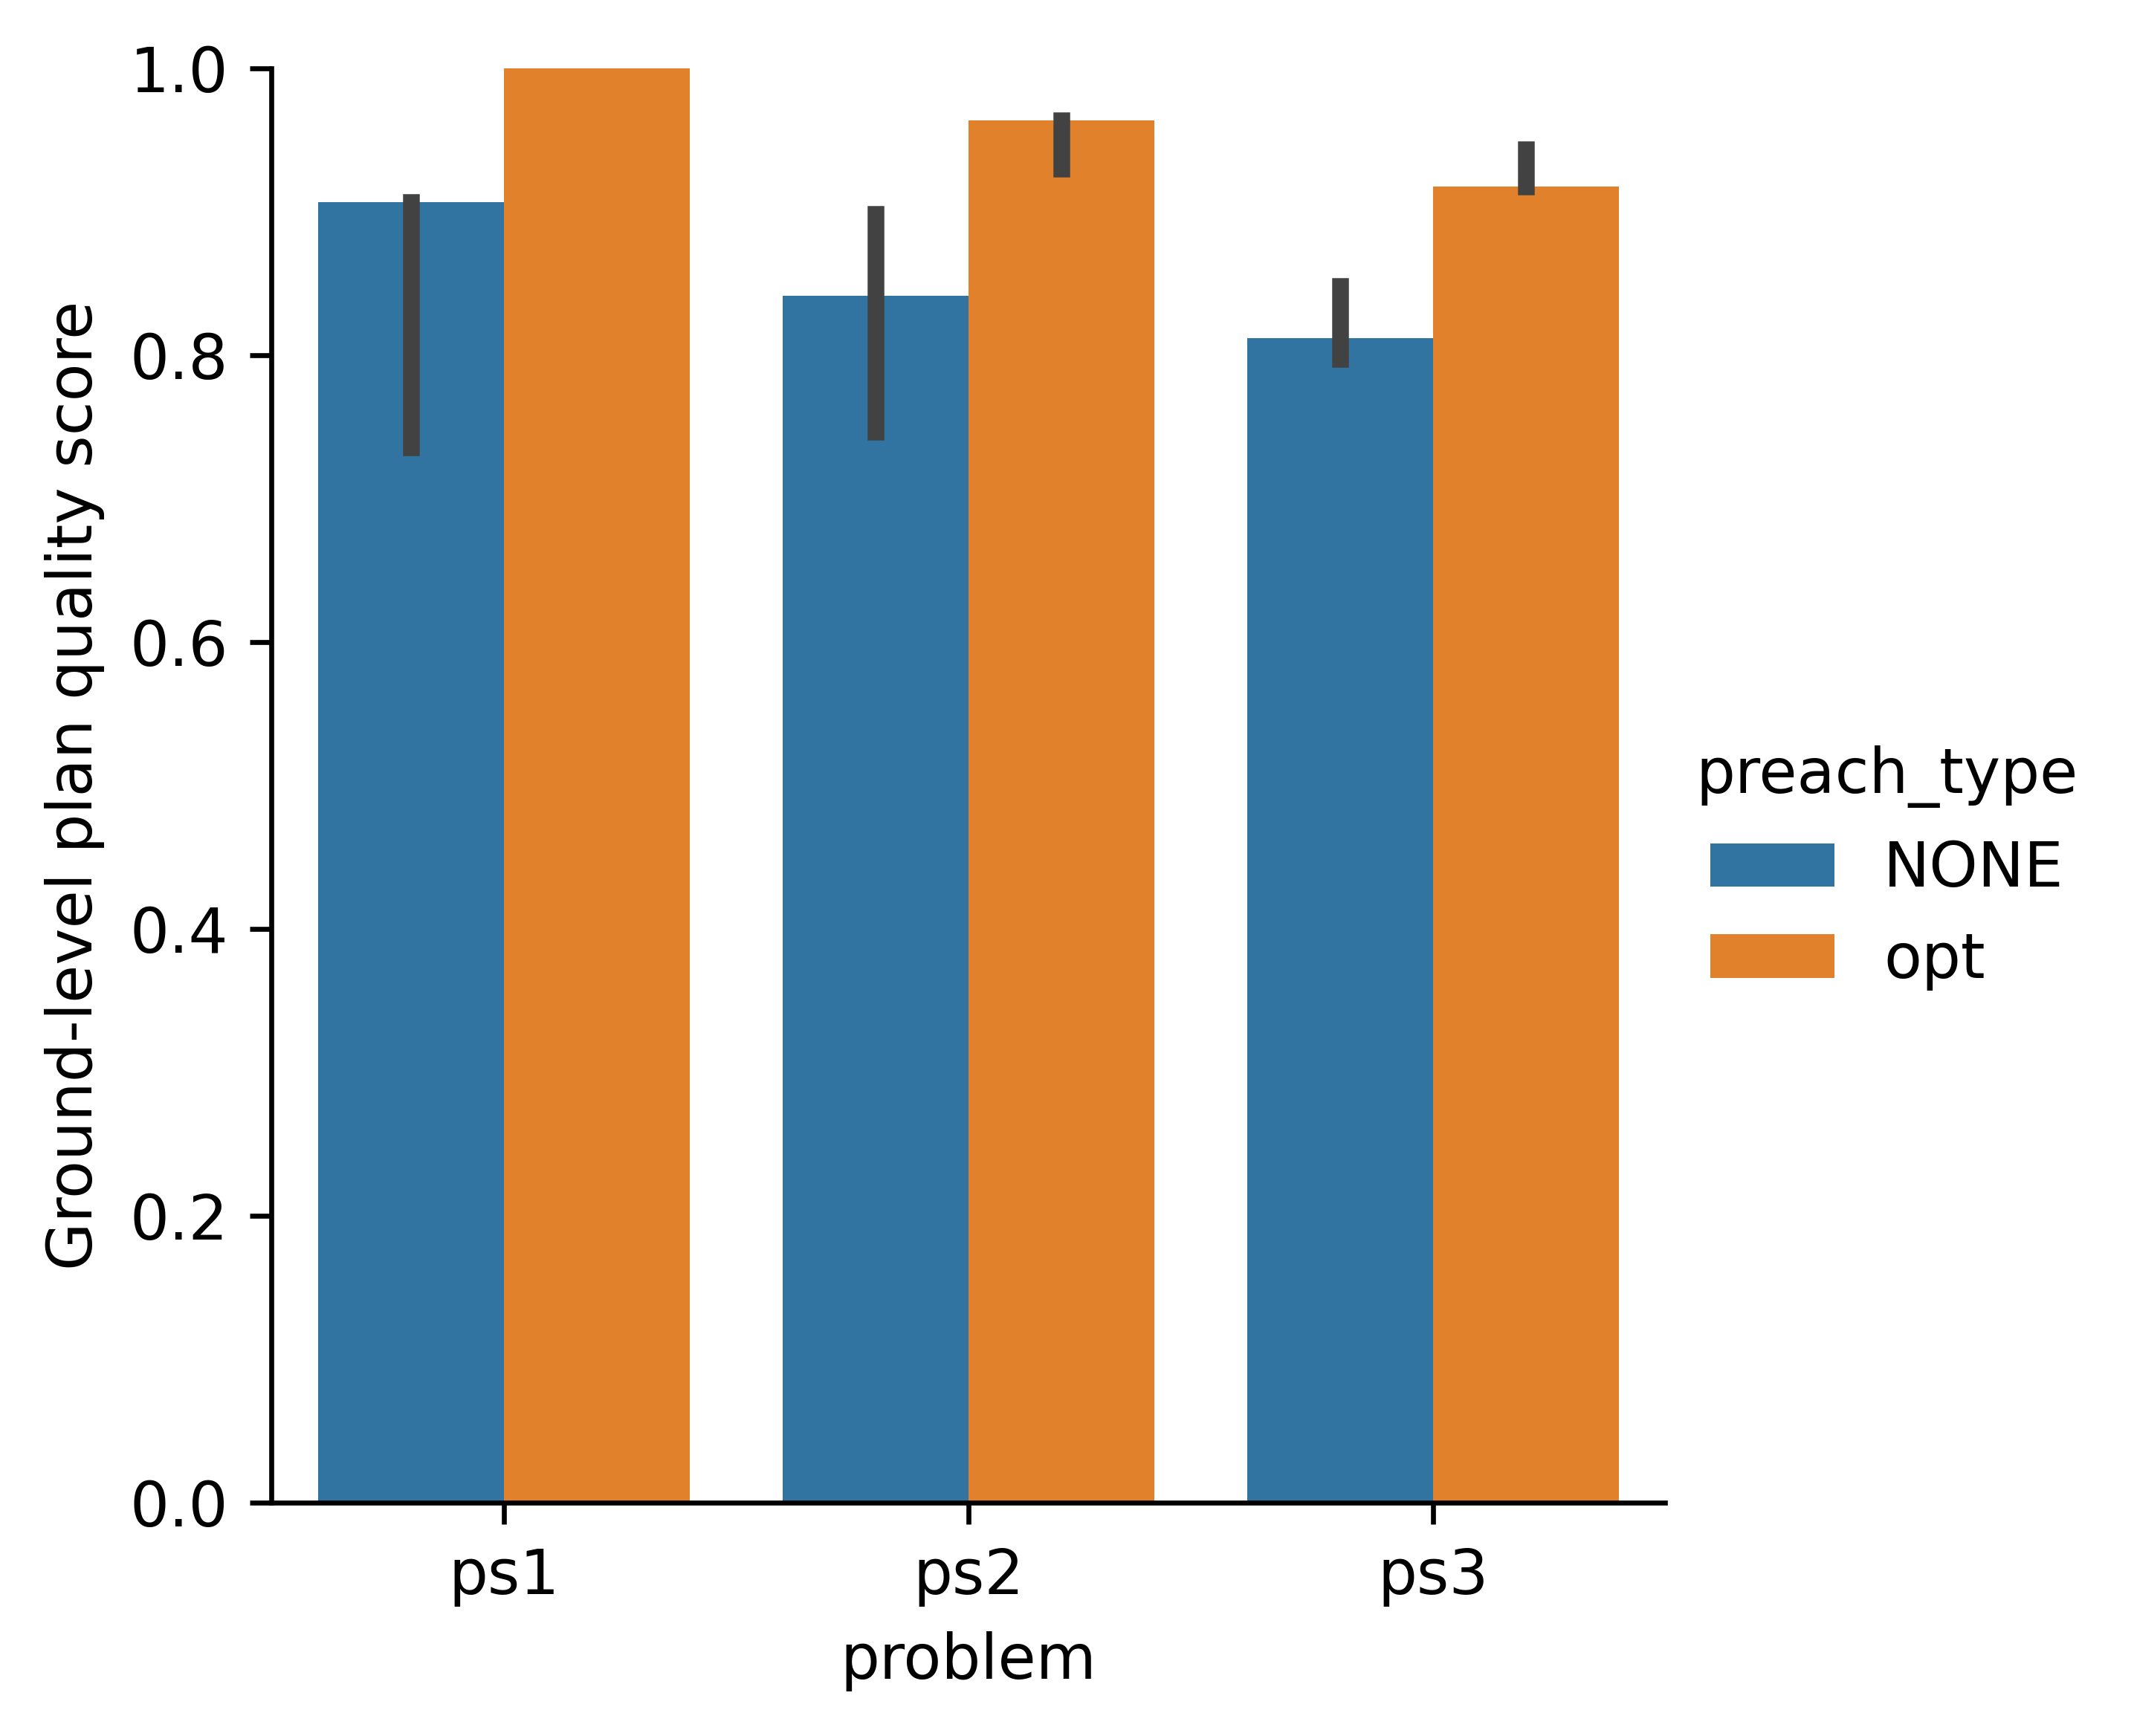 Ground-level plan quality score
1.0
0.8
0.6
0.4
0.2
0.0
ps1 ps2 ps3
problem
preach_type
NONE
opt